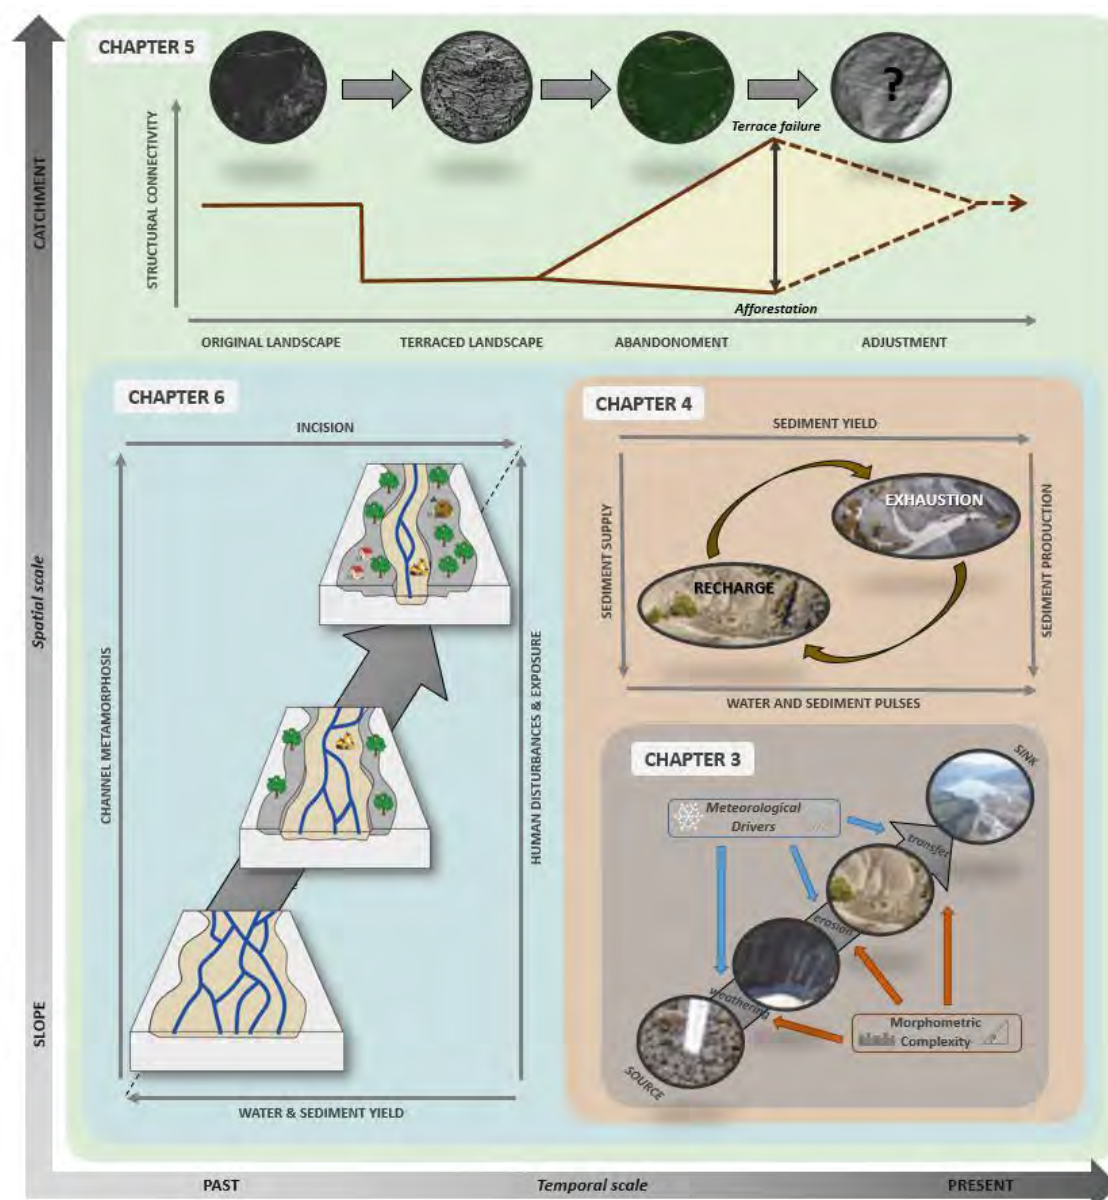 CHAPTER 5
?
Terrace failure
STRUCTURAL CONNECTIVITY
Afforestation
ORIGINAL LANDSCAPE
TERRACED LANDSCAPE
ABANDONOMENT
ADJUSTMENT
CATCHMENT
Spatial scale
SLOPE
CHAPTER 6
INCISION
CHANNEL METAMORPHOSIS
HUMAN DISTURBANCES & EXPOSURE
WATER & SEDIMENT YIELD
CHAPTER 4
SEDIMENT YIELD
SEDIMENT SUPPLY
EXHAUSTION
RECHARGE
SEDIMENT PRODUCTION
WATER AND SEDIMENT PULSES
CHAPTER 3
SINK
Meteorological
Drivers
transfer
erosion
weathering
Morphometric
Complexity
SOURCE
PAST
Temporal scale
PRESENT